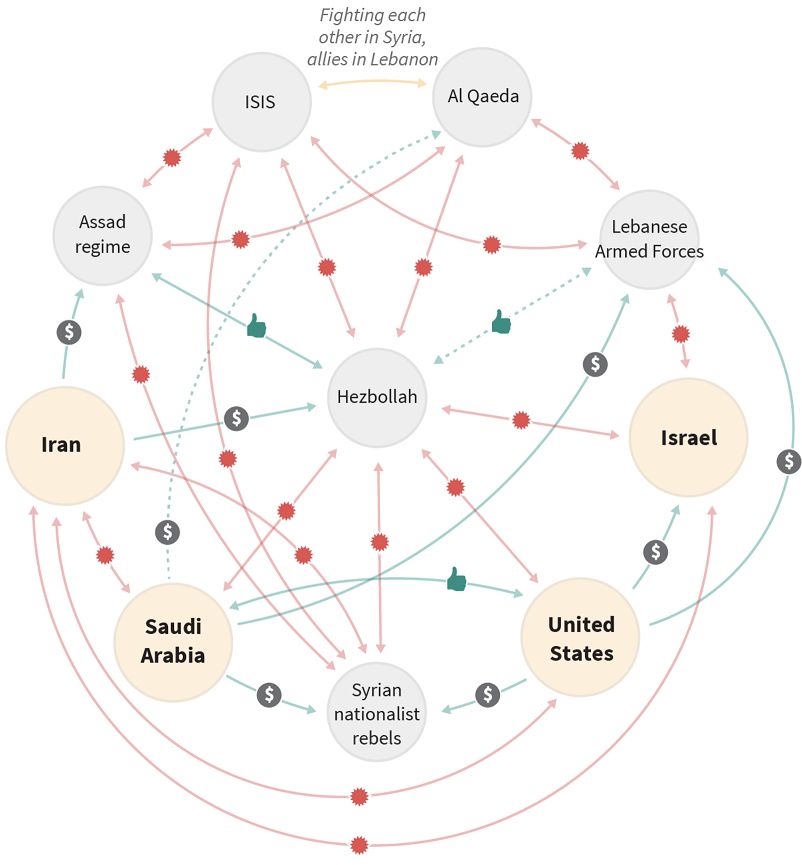 Fighting each
other in Syria,
allies in Lebanon
ISIS
Al Qaeda
Assad
regime
Lebanese
Armed Forces
$
$
Hezbollah
$
Iran
Israel
$
$
$
Saudi
Arabia
United
States
$
$
Syrian
nationalist
rebels